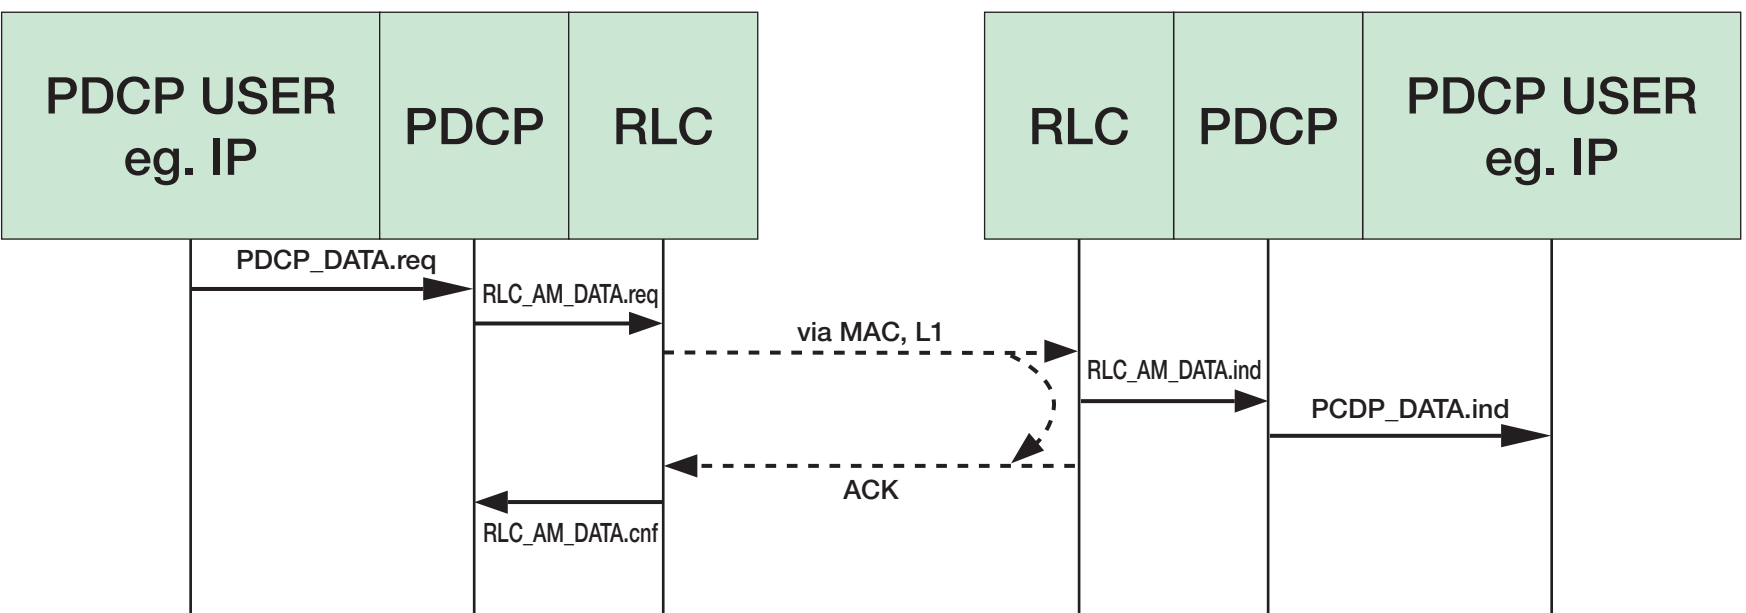 PDCP USER
eg. IP
PDCP
RLC
RLC
PDCP
PDCP USER
eg. IP
PDCP_DATA.req
RLC_AM_DATA.req
via MAC, L1
RLC_AM_DATA.ind
PCDP_DATA.ind
ACK
RLC_AM_DATA.cnf